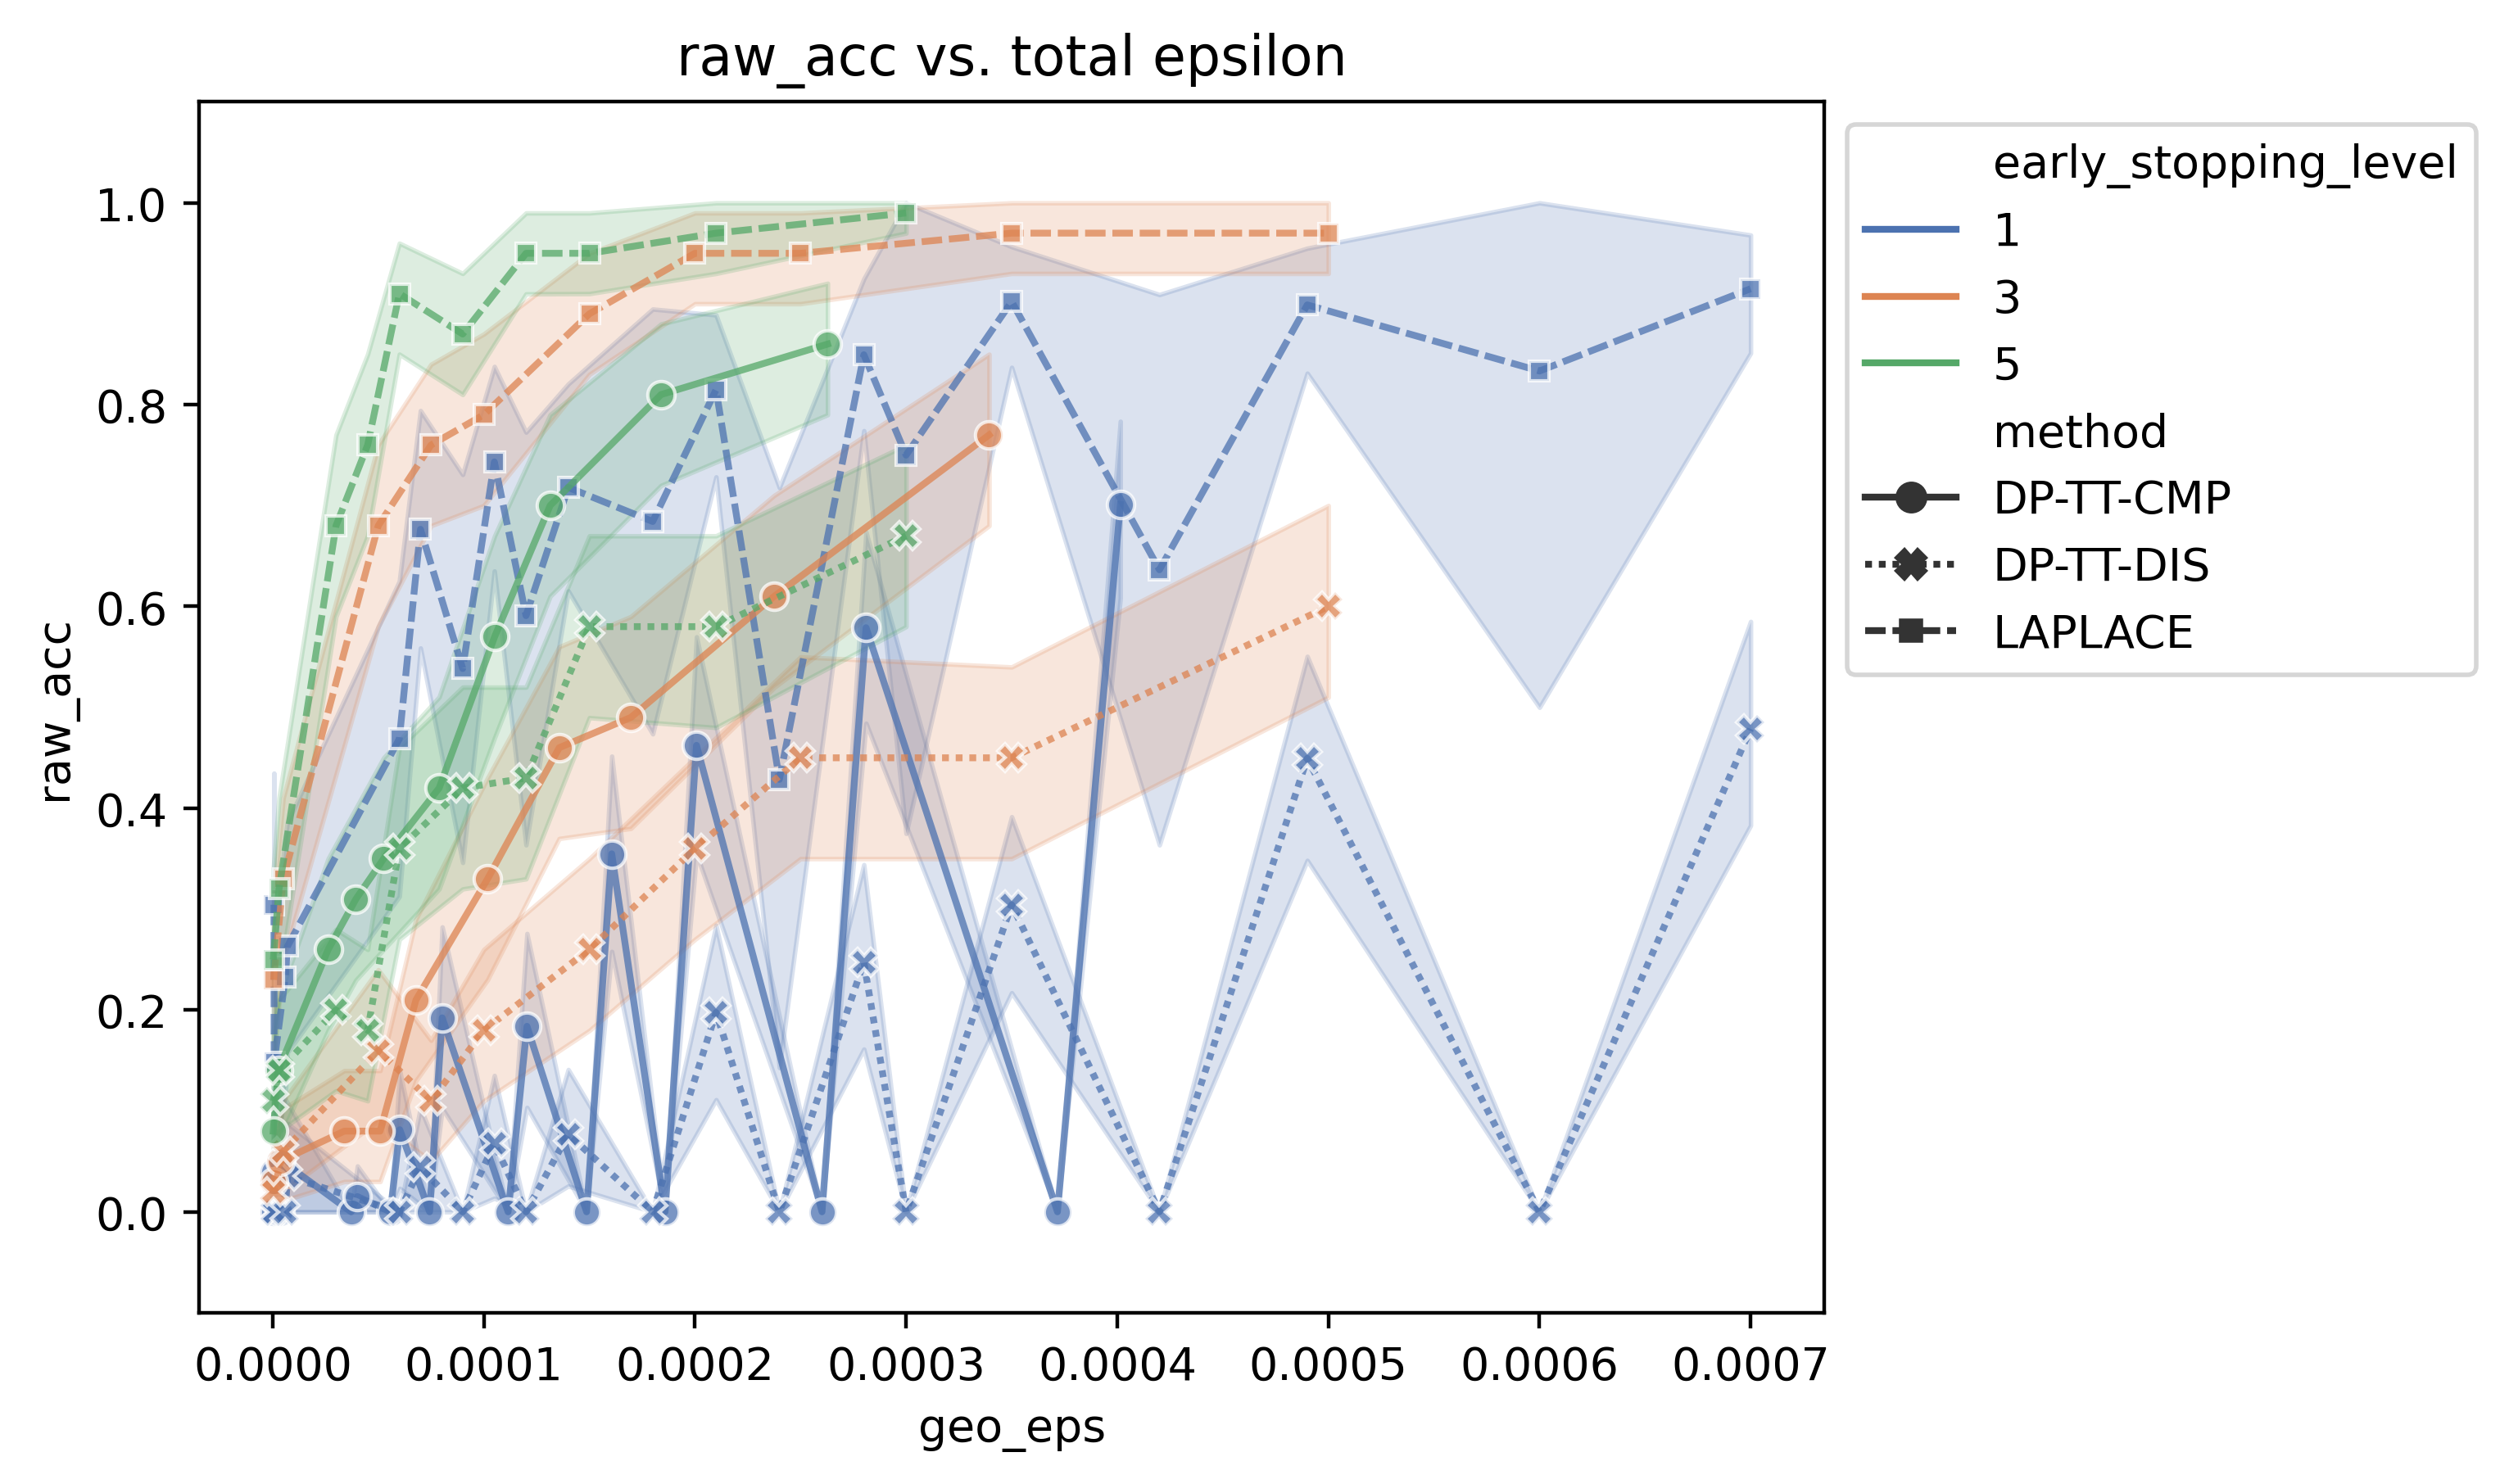 raw_acc vs. total epsilon
1.0
0.8
0.6
0.4
0.2
0.0
raw_acc
0.0000 0.0001 0.0002 0.0003 0.0004 0.0005 0.0006 0.0007
geo_eps
early_stopping_level
1
3
5
method
DP-TT-CMP
DP-TT-DIS
LAPLACE